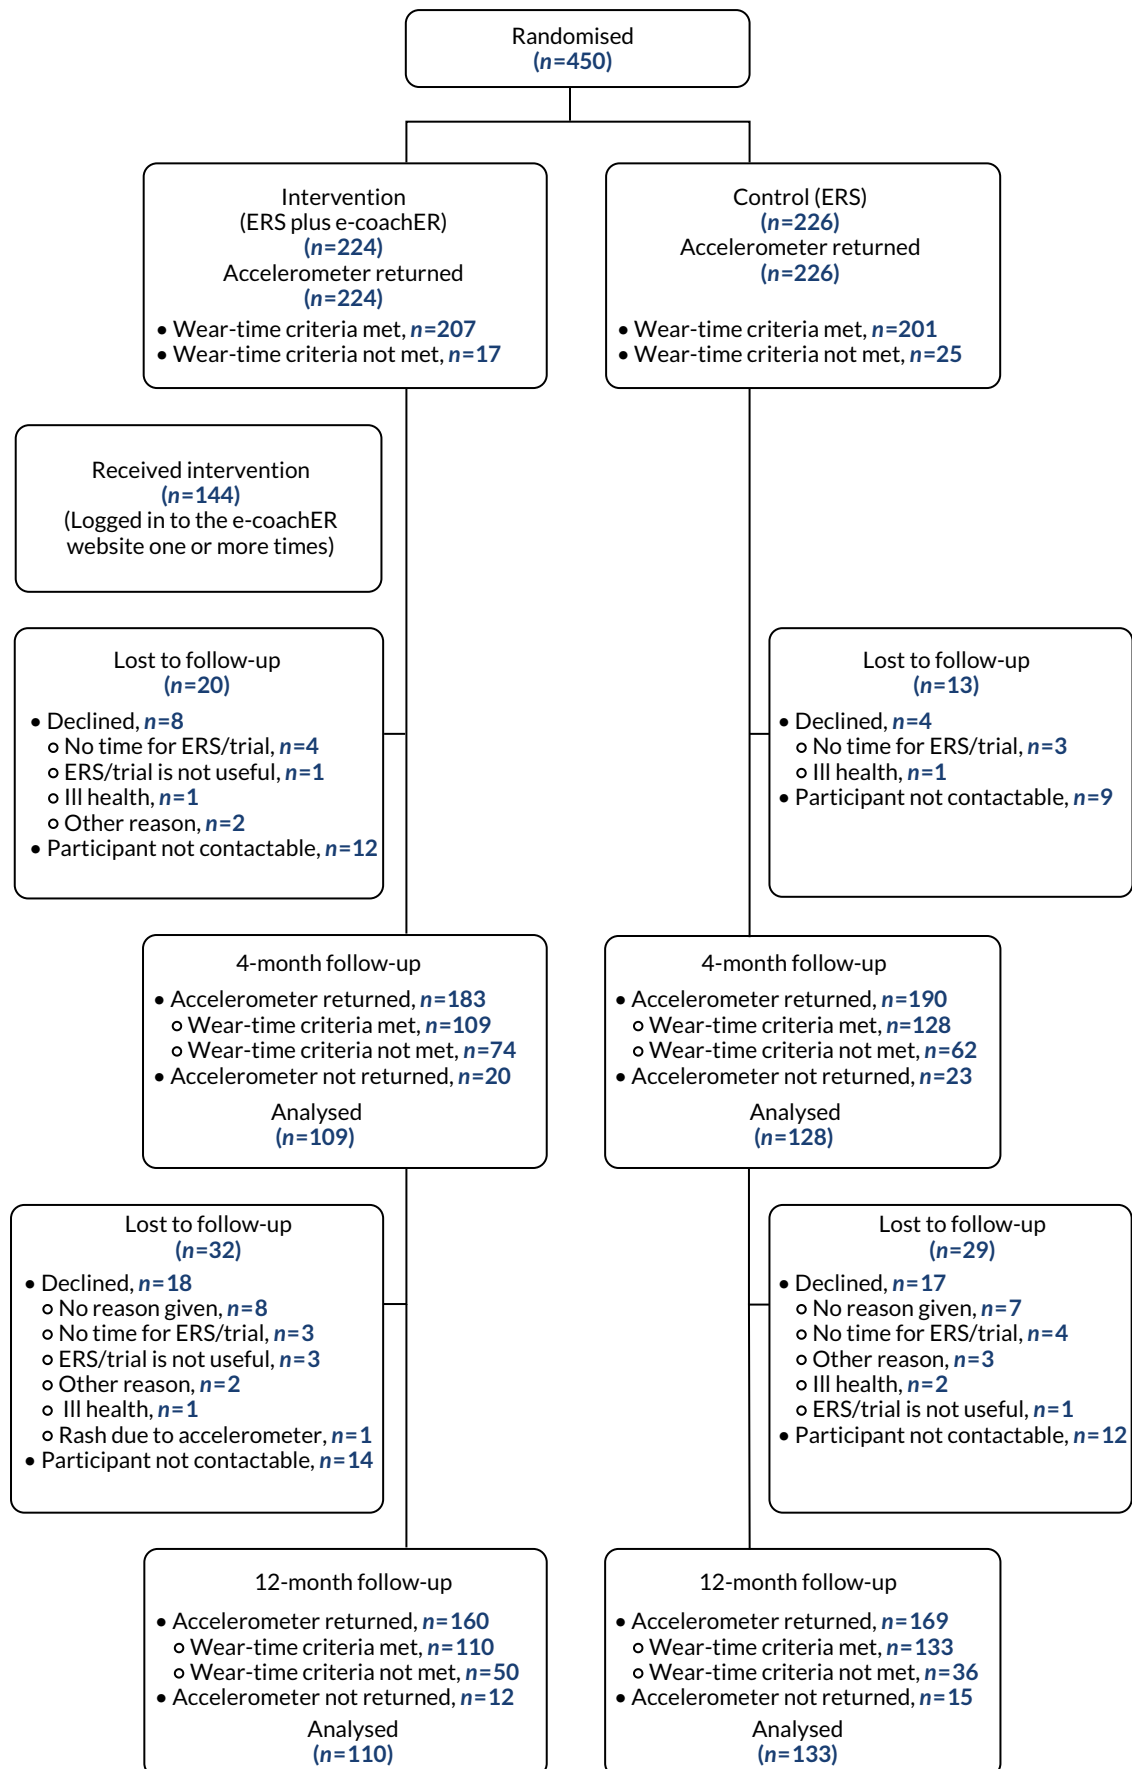 Randomised
(n=450)
Intervention
(ERS plus e-coachER)
(n=224)
Accelerometer returned
(n=224)
• Wear-time criteria met, n=207
• Wear-time criteria not met, n=17
Control (ERS)
(n=226)
Accelerometer returned
(n=226)
• Wear-time criteria met, n=201
• Wear-time criteria not met, n=25
Received intervention
(n=144)
(Logged in to the e-coachER
website one or more times)
Lost to follow-up
(n=20)
• Declined, n=8
o No time for ERS/trial, n=4
o ERS/trial is not useful, n=1
o Ill health, n=1
o Other reason, n=2
• Participant not contactable, n=12
Lost to follow-up
(n=13)
• Declined, n=4
o No time for ERS/trial, n=3
o Ill health, n=1
• Participant not contactable, n=9
4-month follow-up
• Accelerometer returned, n=183
o Wear-time criteria met, n=109
o Wear-time criteria not met, n=74
• Accelerometer not returned, n=20
Analysed
(n=109)
4-month follow-up
• Accelerometer returned, n=190
o Wear-time criteria met, n=128
o Wear-time criteria not met, n=62
• Accelerometer not returned, n=23
Analysed
(n=128)
Lost to follow-up
(n=32)
• Declined, n=18
o No reason given, n=8
o No time for ERS/trial, n=3
o ERS/trial is not useful, n=3
o Other reason, n=2
o Ill health, n=1
o Rash due to accelerometer, n=1
• Participant not contactable, n=14
Lost to follow-up
(n=29)
• Declined, n=17
o No reason given, n=7
o No time for ERS/trial, n=4
o Other reason, n=3
o Ill health, n=2
o ERS/trial is not useful, n=1
• Participant not contactable, n=12
12-month follow-up
• Accelerometer returned, n=160
o Wear-time criteria met, n=110
o Wear-time criteria not met, n=50
• Accelerometer not returned, n=12
Analysed
(n=110)
12-month follow-up
• Accelerometer returned, n=169
o Wear-time criteria met, n=133
o Wear-time criteria not met, n=36
• Accelerometer not returned, n=15
Analysed
(n=133)